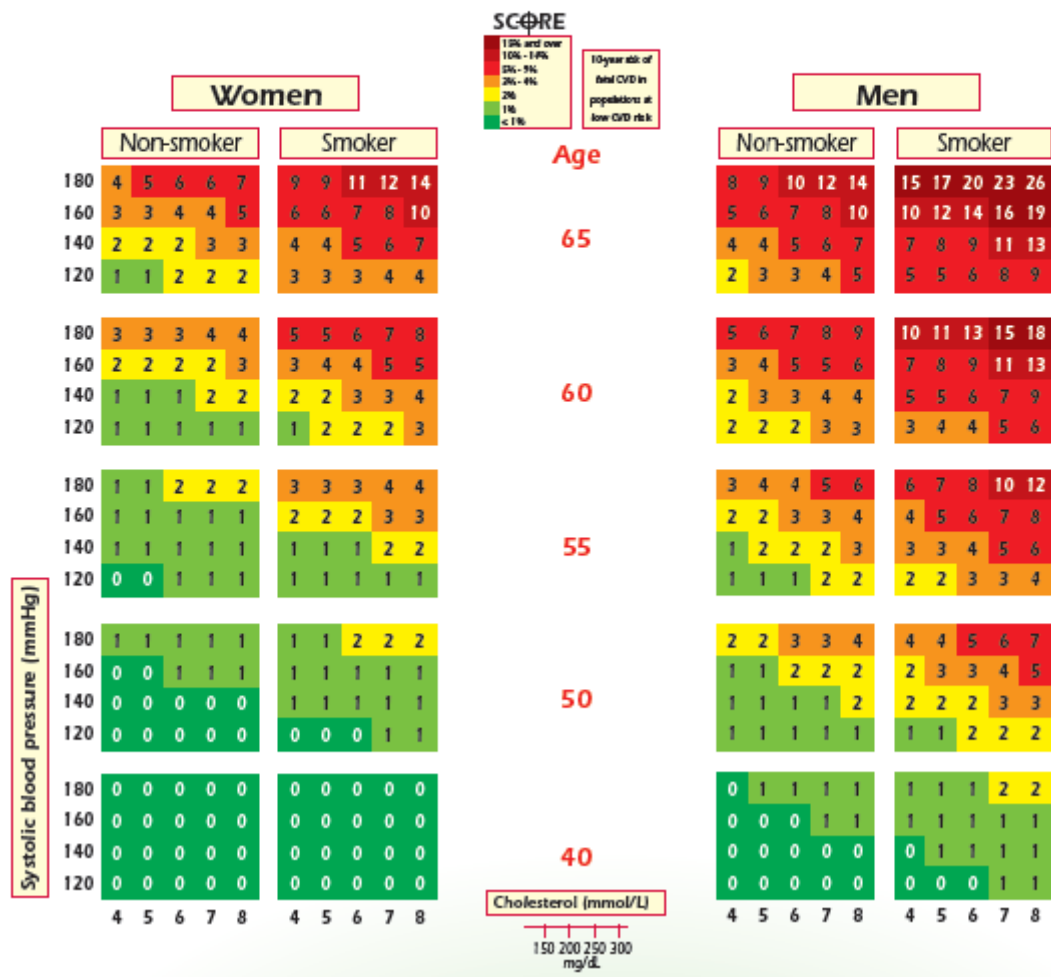 SCORE
15% and over
10% - 14%
5% - 9%
3% - 4%
2%
1%
< 1%
10-year risk of
fatal CVD in
populations at
low CVD risk
Women
Men
Non-smoker Smoker
Age
Non-smoker Smoker
180 4 5 6 6 7 9 9 11 12 14 8 9 10 12 14 15 17 20 23 26
160 3 3 4 4 5 6 6 7 8 10 5 6 7 8 10 10 12 14 16 19
65
140 2 2 2 3 3 4 4 5 6 7 4 4 5 6 7 7 8 9 11 13
120 1 1 2 2 2 3 3 3 4 4 2 3 3 4 5 5 5 6 8 9
180 3 3 3 4 4 5 5 6 7 8 5 6 7 8 9 10 11 13 15 18
160 2 2 2 2 3 3 4 4 5 5 3 4 5 5 6 7 8 9 11 13
60
140 1 1 1 2 2 2 2 3 3 4 2 3 3 4 4 5 5 6 7 9
120 1 1 1 1 1 1 2 2 2 3 2 2 2 3 3 3 4 4 5 6
180 1 1 2 2 2 3 3 3 4 4 3 4 4 5 6 6 7 8 10 12
160 1 1 1 1 1 2 2 2 3 3 2 2 3 3 4 4 5 6 7 8
55
140 1 1 1 1 1 1 1 1 2 2 1 2 2 2 3 3 3 4 5 6
120 0 0 1 1 1 1 1 1 1 1 1 1 1 2 2 2 2 3 3 4
180 1 1 1 1 1 1 1 2 2 2 2 2 3 3 4 4 4 5 6 7
160 0 0 1 1 1 1 1 1 1 1 1 1 2 2 2 2 3 3 4 5
50
140 0 0 0 0 0 1 1 1 1 1 1 1 1 1 2 2 2 2 3 3
120 0 0 0 0 0 0 0 0 1 1 1 1 1 1 1 1 1 2 2 2
180 0 0 0 0 0 0 0 0 0 0 0 1 1 1 1 1 1 1 2 2
160 0 0 0 0 0 0 0 0 0 0 0 0 0 1 1 1 1 1 1 1
140 0 0 0 0 0 0 0 0 0 0 0 0 0 0 0 0 1 1 1 1
40
120 0 0 0 0 0 0 0 0 0 0 0 0 0 0 0 0 0 0 1 1
4 5 6 7 8 4 5 6 7 8
Systolic blood pressure (mmHg)
Cholesterol (mmol/L)
150 200 250 300
mg/dL